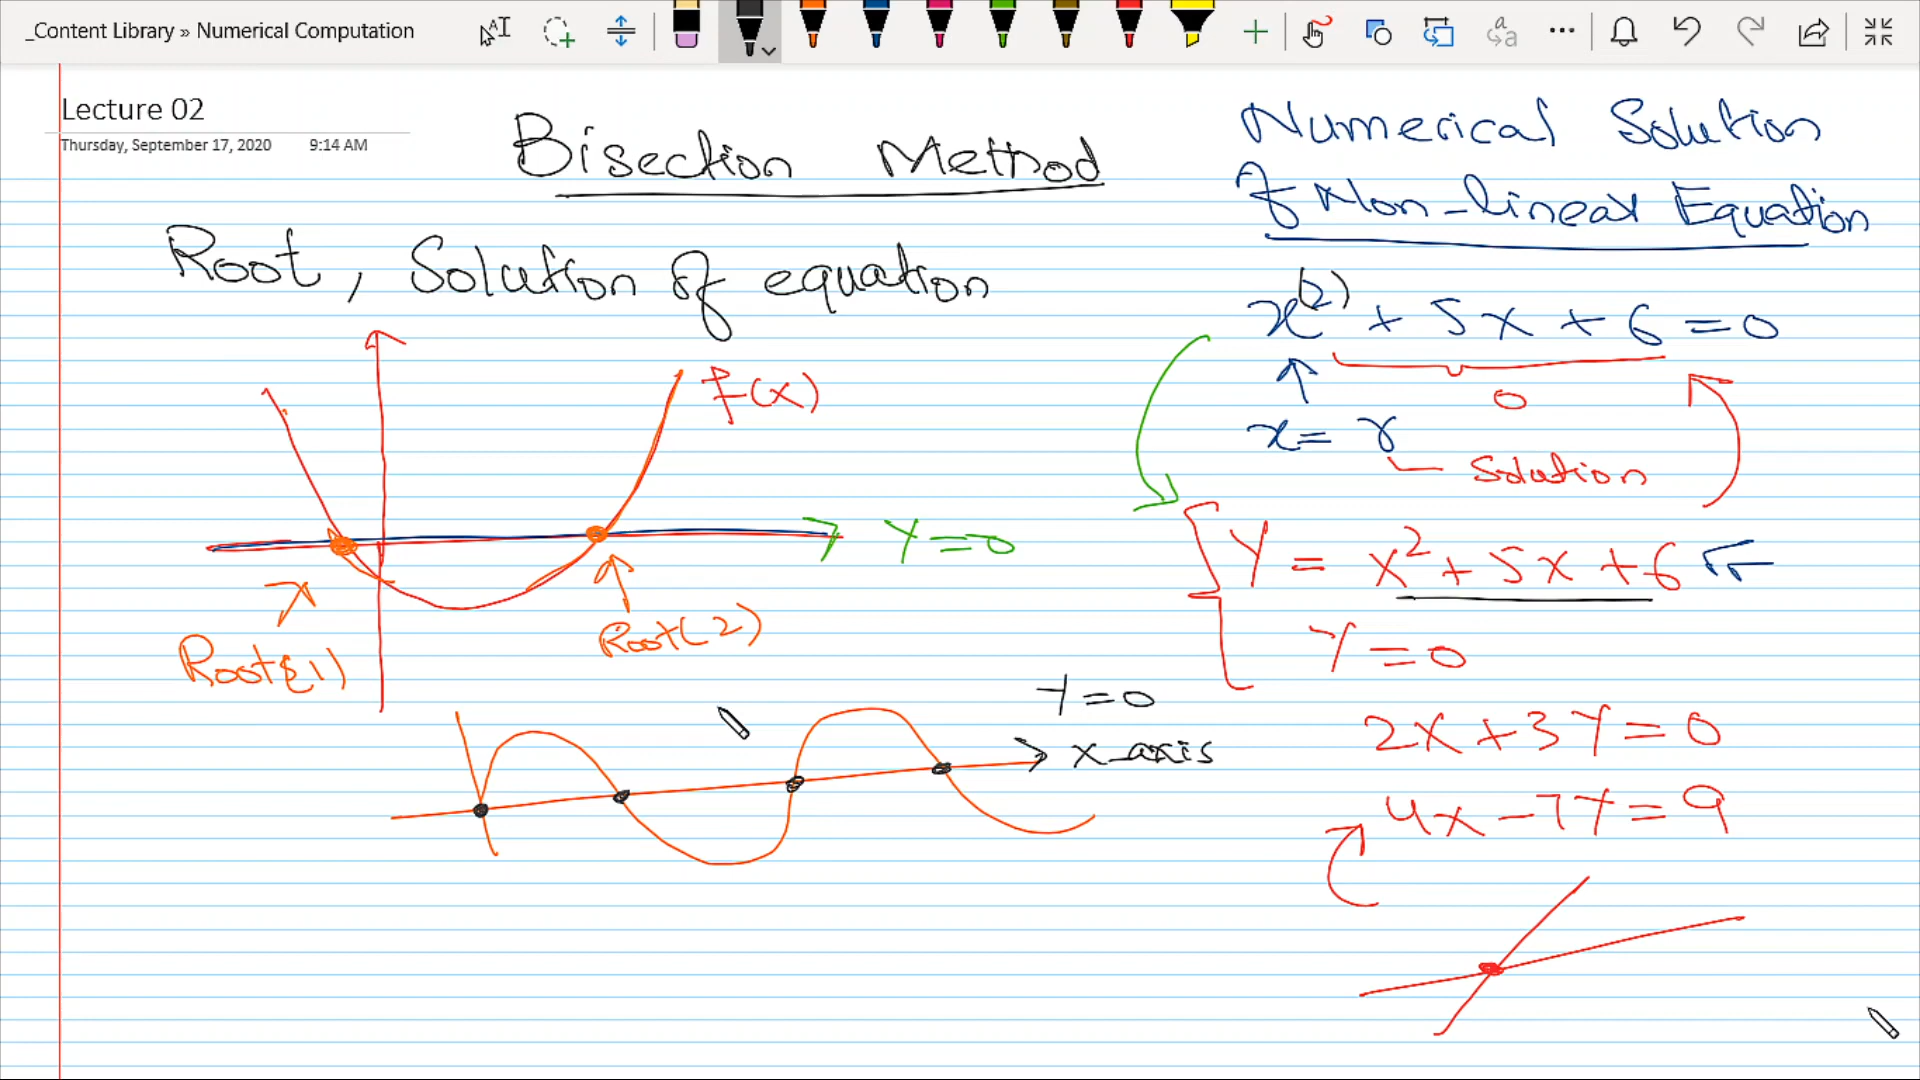 _Content Library » Numerical Computation
Lecture 02
Thursday, September 17, 2020 9:14 AM
Bisection Method
Numerical Solution
of Non-linear Equation
Root, Solution of equation
x^(2) + 5x + 6 = 0
0
x = r
Solution
f(x)
Y = 0
Y = x² + 5x + 6
Y = 0
Root(1)
Root(2)
Y = 0
x-axis
2x + 3Y = 0
4x - 7Y = 9